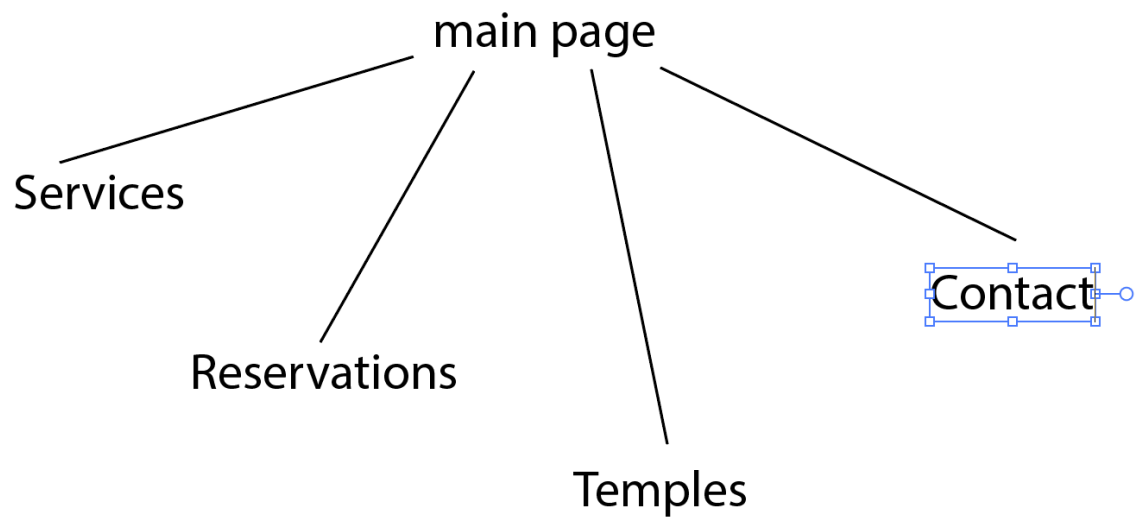 main page
Services
Contact
Reservations
Temples